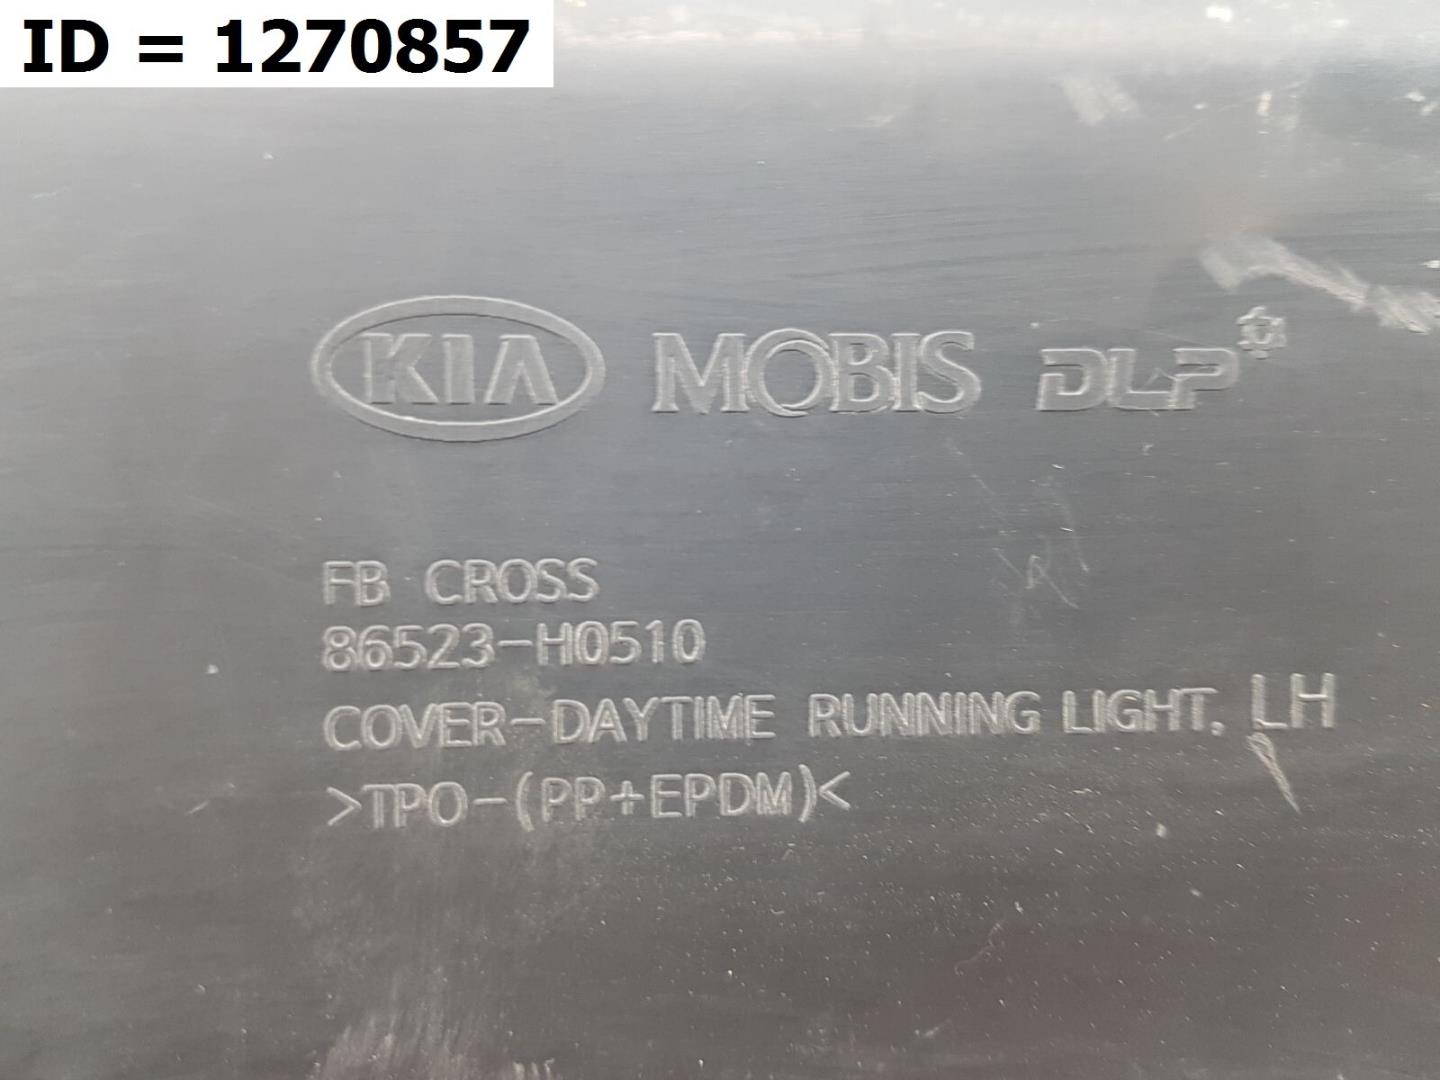 ID = 1270857
KIA MOBIS DLP
FB CROSS
86523-H0510
COVER-DAYTIME RUNNING LIGHT, LH
>TPO-(PP+EPDM)<